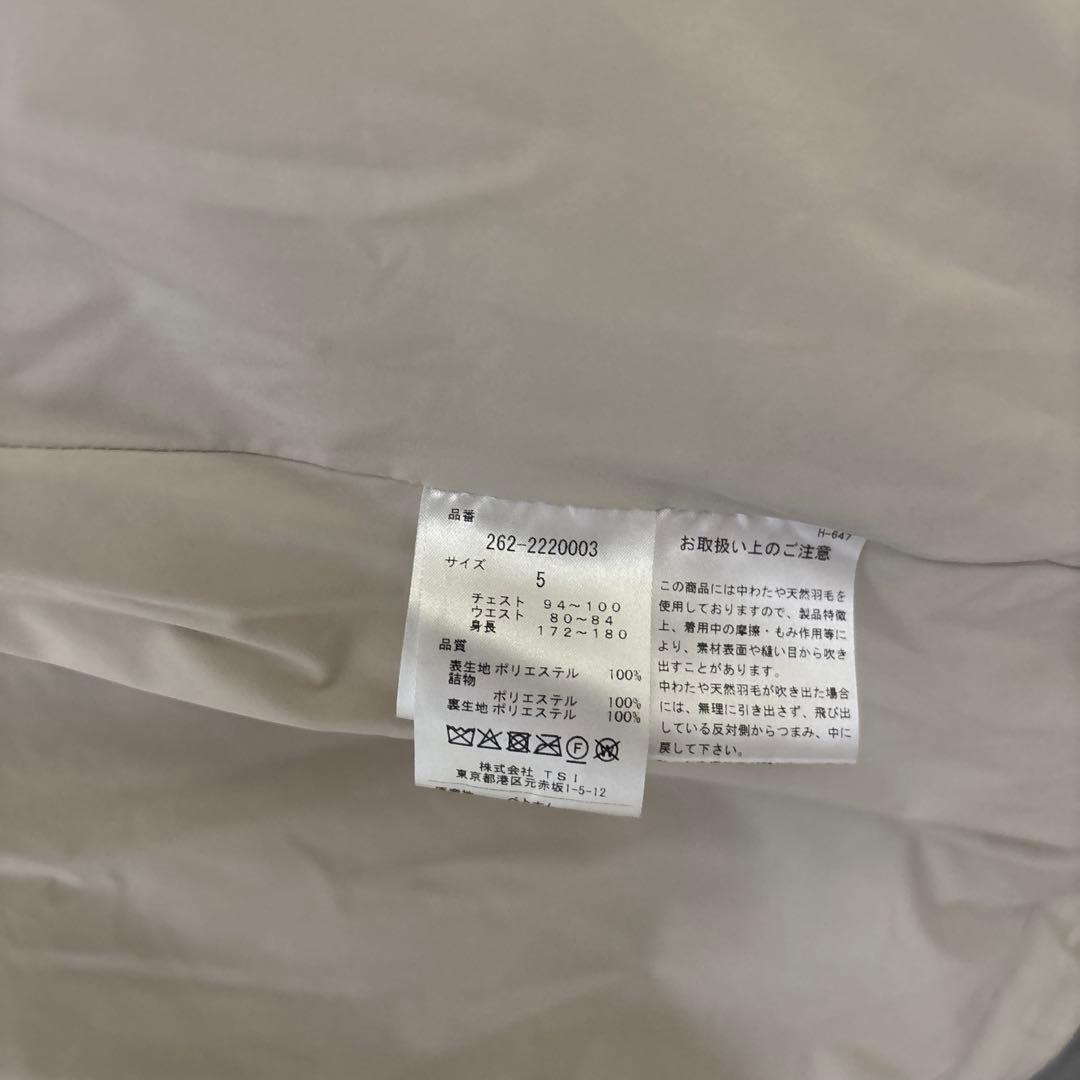 品番
262-2220003
サイズ
5
チェスト 94～100
ウエスト 80～84
身長 172～180
品質
表生地 ポリエステル 100%
詰物
ポリエステル 100%
裏生地 ポリエステル 100%
F
W
株式会社 TSI
東京都港区元赤坂1-5-12
H-647
お取扱い上のご注意
この商品には中わたや天然羽毛を
使用しておりますので、製品特徴
上、着用中の摩擦・もみ作用等に
より、素材表面や縫い目から吹き
出すことがあります。
中わたや天然羽毛が吹き出た場合
には、無理に引き出さず、飛び出
している反対側からつまみ、中に
戻して下さい。